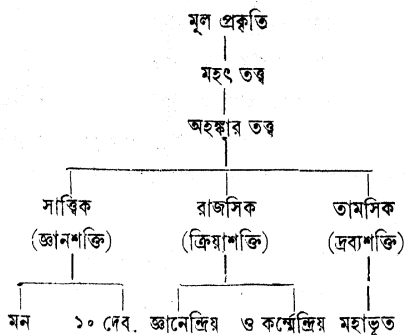 মূল প্রকৃতি
মহৎ তত্ত্ব
অহঙ্কার তত্ত্ব
সাত্ত্বিক রাজসিক তামসিক
(জ্ঞানশক্তি) (ক্রিয়াশক্তি) (দ্রব্যশক্তি)
মন ১০ দেব. জ্ঞানেন্দ্রিয় ও কর্ম্মেন্দ্রিয় মহাভূত